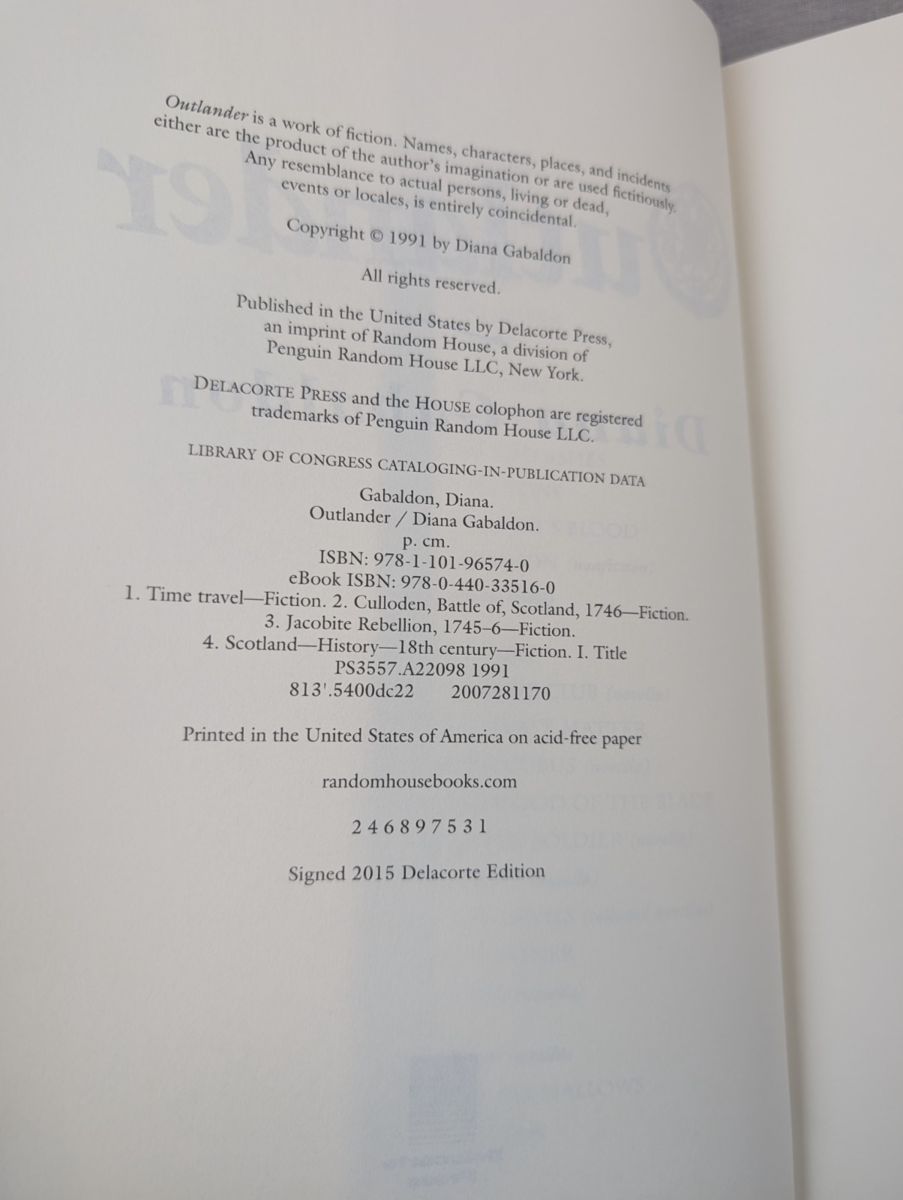 Outlander is a work of fiction. Names, characters, places, and incidents
either are the product of the author's imagination or are used fictitiously.
Any resemblance to actual persons, living or dead,
events or locales, is entirely coincidental.
Copyright © 1991 by Diana Gabaldon
All rights reserved.
Published in the United States by Delacorte Press,
an imprint of Random House, a division of
Penguin Random House LLC, New York.
DELACORTE PRESS and the HOUSE colophon are registered
trademarks of Penguin Random House LLC.
LIBRARY OF CONGRESS CATALOGING-IN-PUBLICATION DATA
Gabaldon, Diana.
Outlander / Diana Gabaldon.
p. cm.
ISBN: 978-1-101-96574-0
eBook ISBN: 978-0-440-33516-0
1. Time travel—Fiction. 2. Culloden, Battle of, Scotland, 1746—Fiction.
3. Jacobite Rebellion, 1745–6—Fiction.
4. Scotland—History—18th century—Fiction. I. Title
PS3557.A22098 1991
813'.5400dc22 2007281170
Printed in the United States of America on acid-free paper
randomhousebooks.com
2 4 6 8 9 7 5 3 1
Signed 2015 Delacorte Edition